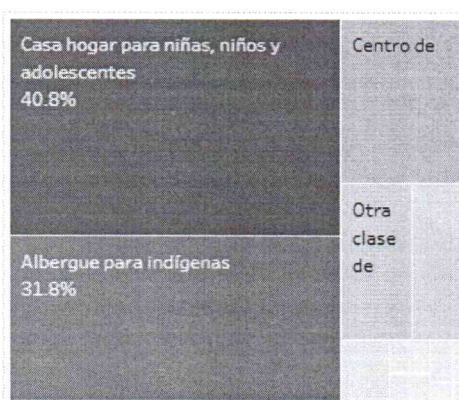 Casa hogar para niñas, niños y
adolescentes
40.8%
Albergue para indígenas
31.8%
Centro de
Otra
clase
de